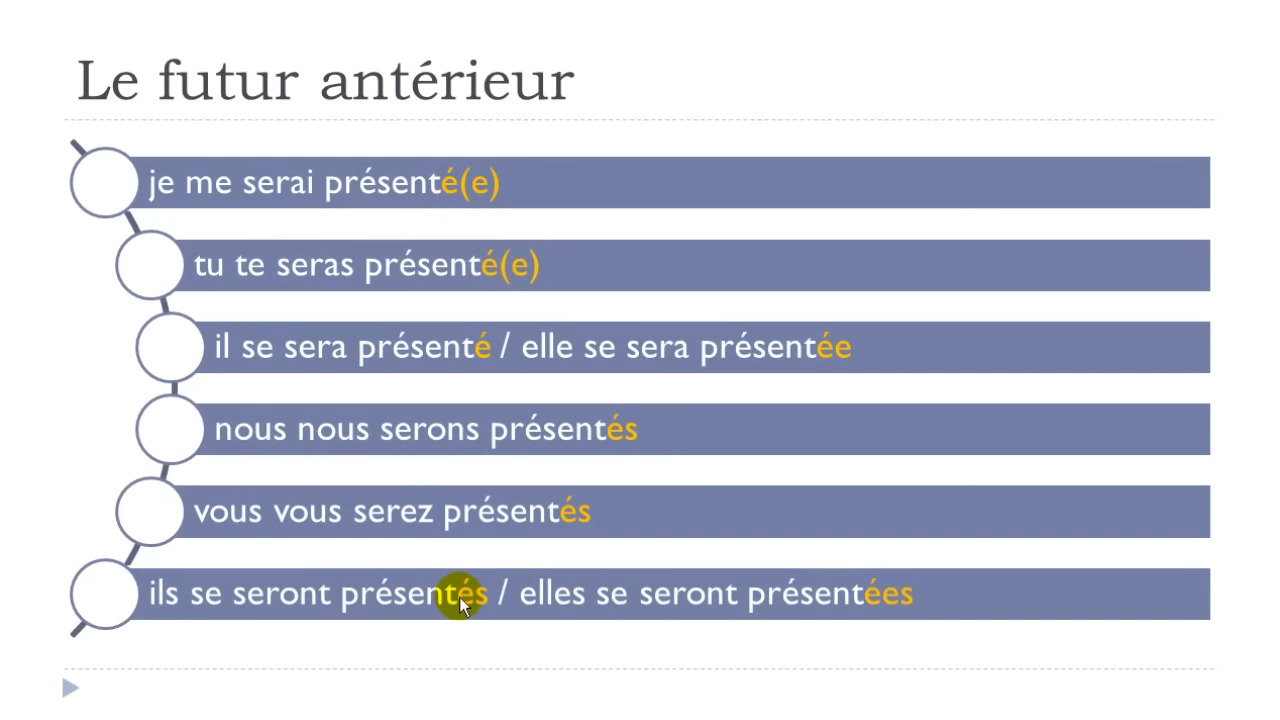 Le futur antérieur
je me serai présenté(e)
tu te seras présenté(e)
il se sera présenté / elle se sera présentée
nous nous serons présentés
vous vous serez présentés
ils se seront présentés / elles se seront présentées